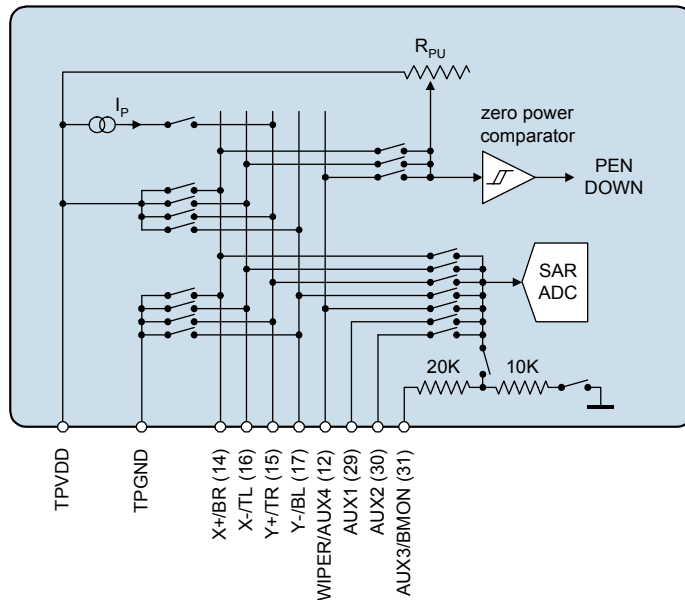 RPU
IP
zero power
comparator
PEN
DOWN
SAR
ADC
20K
10K
TPVDD
TPGND
X+/BR (14)
X-/TL (16)
Y+/TR (15)
Y-/BL (17)
WIPER/AUX4 (12)
AUX1 (29)
AUX2 (30)
AUX3/BMON (31)